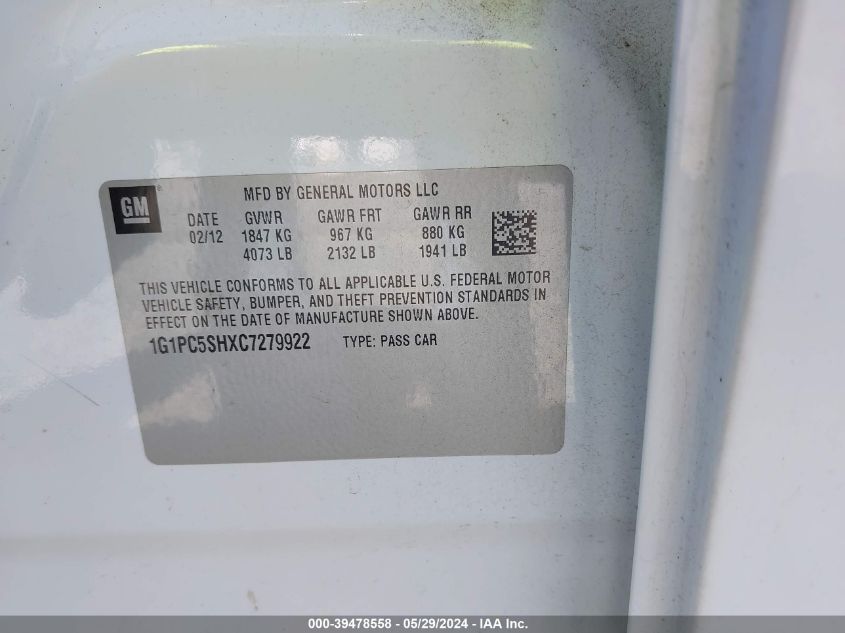 GM
MFD BY GENERAL MOTORS LLC
DATE GVWR GAWR FRT GAWR RR
02/12 1847 KG 967 KG 880 KG
4073 LB 2132 LB 1941 LB
THIS VEHICLE CONFORMS TO ALL APPLICABLE U.S. FEDERAL MOTOR
VEHICLE SAFETY, BUMPER, AND THEFT PREVENTION STANDARDS IN
EFFECT ON THE DATE OF MANUFACTURE SHOWN ABOVE.
1G1PC5SHXC7279922 TYPE: PASS CAR
000-39478558 - 05/29/2024 - IAA Inc.